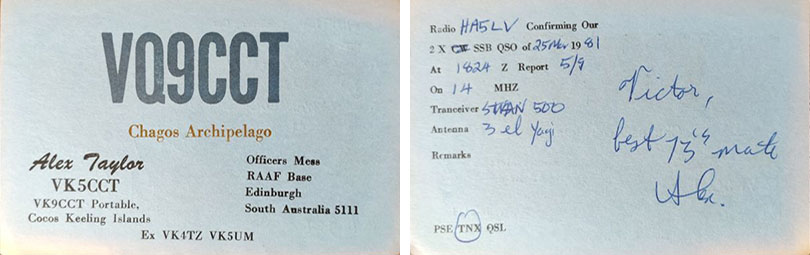 VQ9CCT
Chagos Archipelago
Alex Taylor
VK5CCT
VK9CCT Portable,
Cocos Keeling Islands
Officers Mess
RAAF Base
Edinburgh
South Australia 5111
Ex VK4TZ VK5UM
Radio HA5LV Confirming Our
2 X CW SSB QSO of 25 Mar 1981
At 1824 Z Report 5/9
On 14 MHZ
Tranceiver SWAN 500
Antenna 3 el Yagi
Remarks
Victor,
best 73's mate
Alex.
PSE TNX QSL